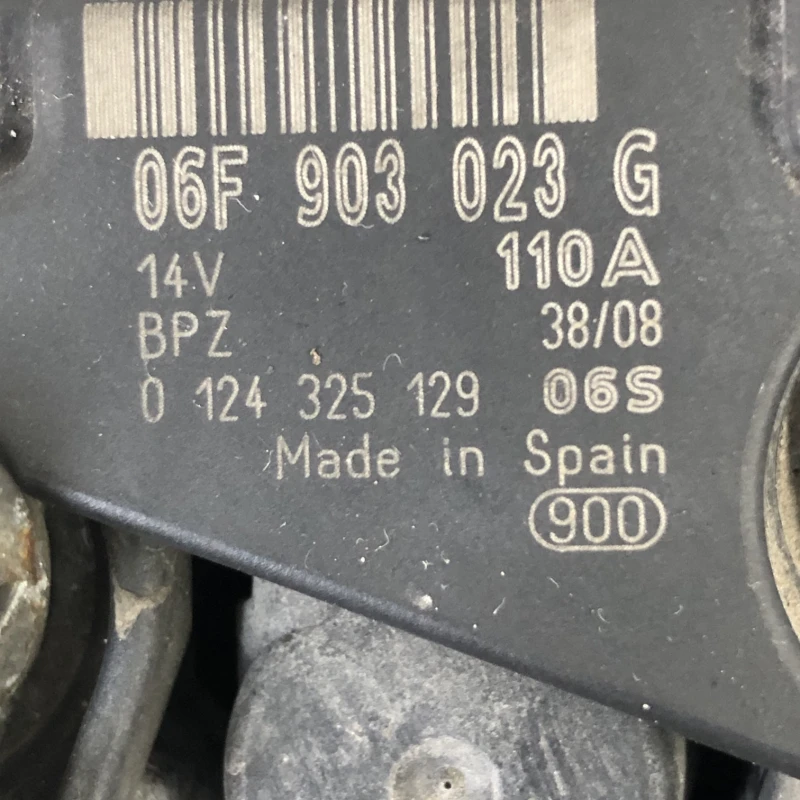 06F 903 023 G
14V 110A
BPZ 38/08
0 124 325 129 06S
Made in Spain
900